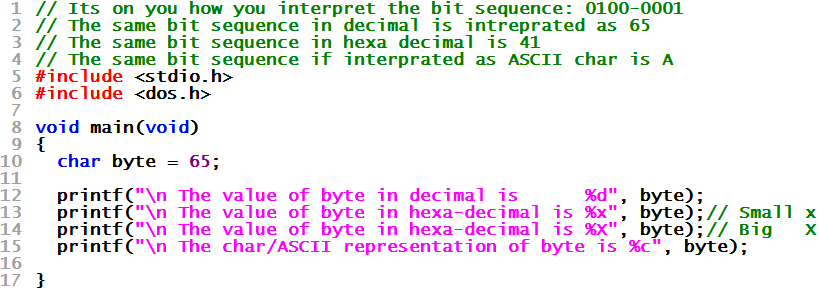 1 // Its on you how you interpret the bit sequence: 0100-0001
2 // The same bit sequence in decimal is intreprated as 65
3 // The same bit sequence in hexa decimal is 41
4 // The same bit sequence if interprated as ASCII char is A
5 #include <stdio.h>
6 #include <dos.h>
7
8 void main(void)
9 {
10   char byte = 65;
11
12   printf("\n The value of byte in decimal is      %d", byte);
13   printf("\n The value of byte in hexa-decimal is %x", byte);// Small x
14   printf("\n The value of byte in hexa-decimal is %X", byte);// Big   X
15   printf("\n The char/ASCII representation of byte is %c", byte);
16
17 }